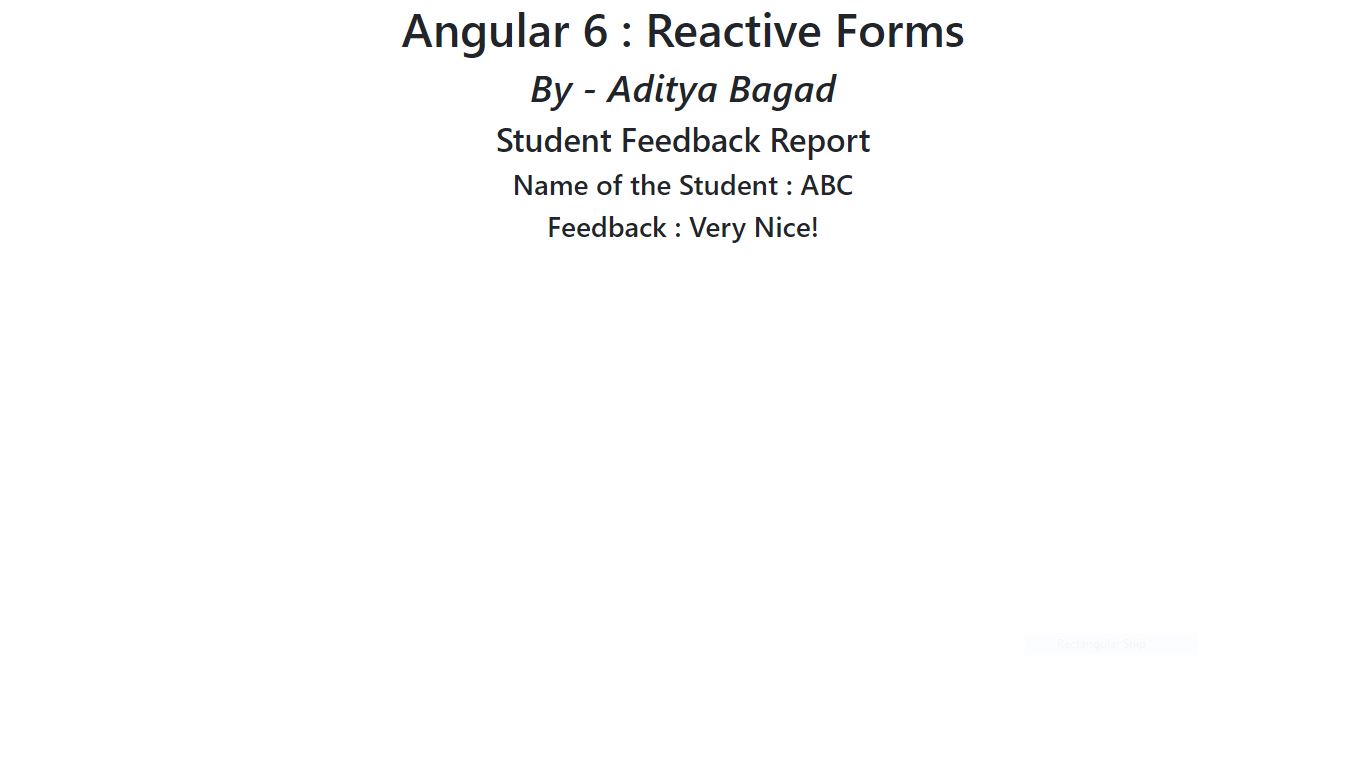 Angular 6 : Reactive Forms
By - Aditya Bagad
Student Feedback Report
Name of the Student : ABC
Feedback : Very Nice!
Rectangular Snip